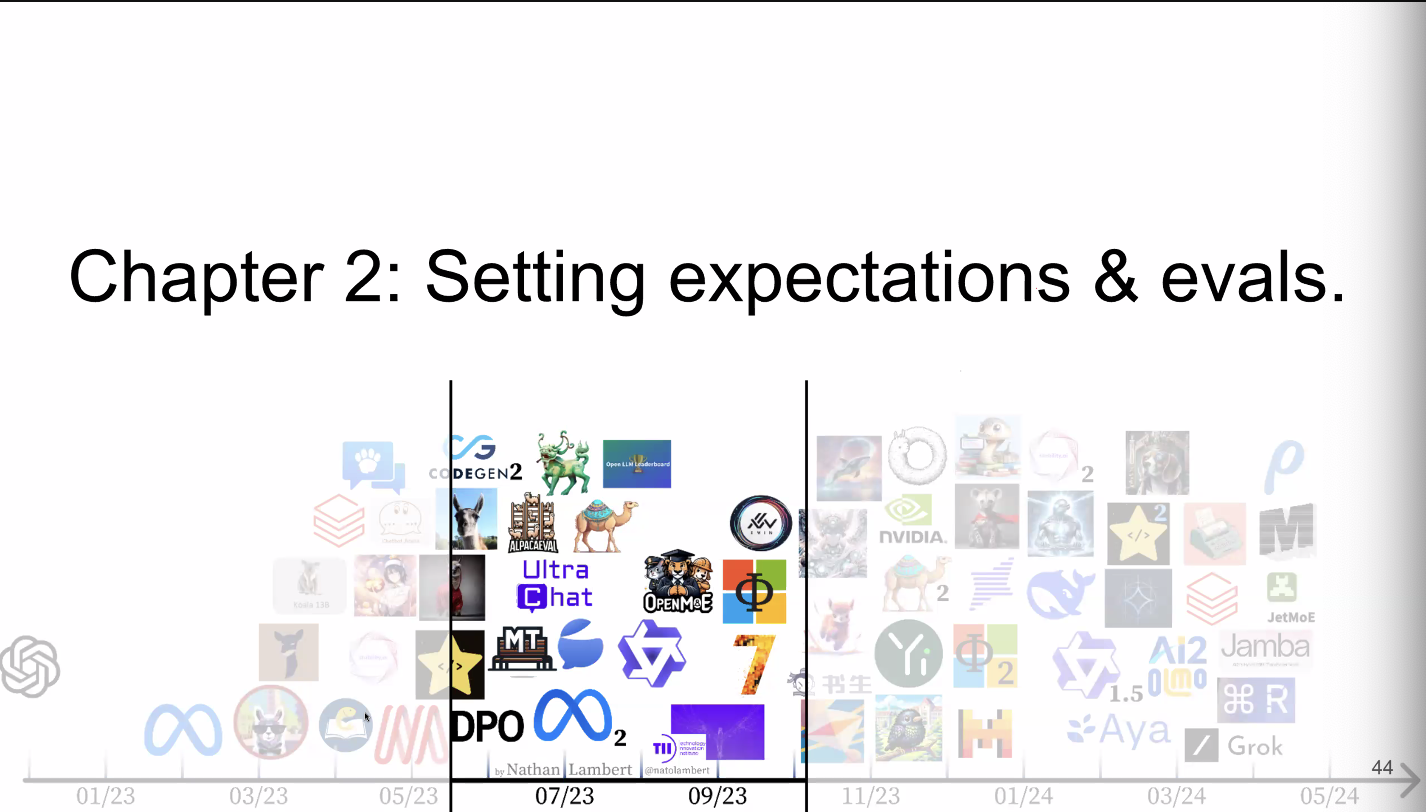 Chapter 2: Setting expectations & evals.
CODEGEN2
Open LLM Leaderboard
ALPACAEVAL
XWIN
2
2
NVIDIA.
</>
Ultra
Chat
OPENMOE
Φ
2
Koala 13B
JetMoE
MT
7
Yi
Φ
2
1.5
Ai2
OLMO
Jamba
</>
书生
R
DPO
2
TII
technology
innovation
institute
M
Aya
Grok
by Nathan Lambert @natolambert
44
01/23 03/23 05/23 07/23 09/23 11/23 01/24 03/24 05/24